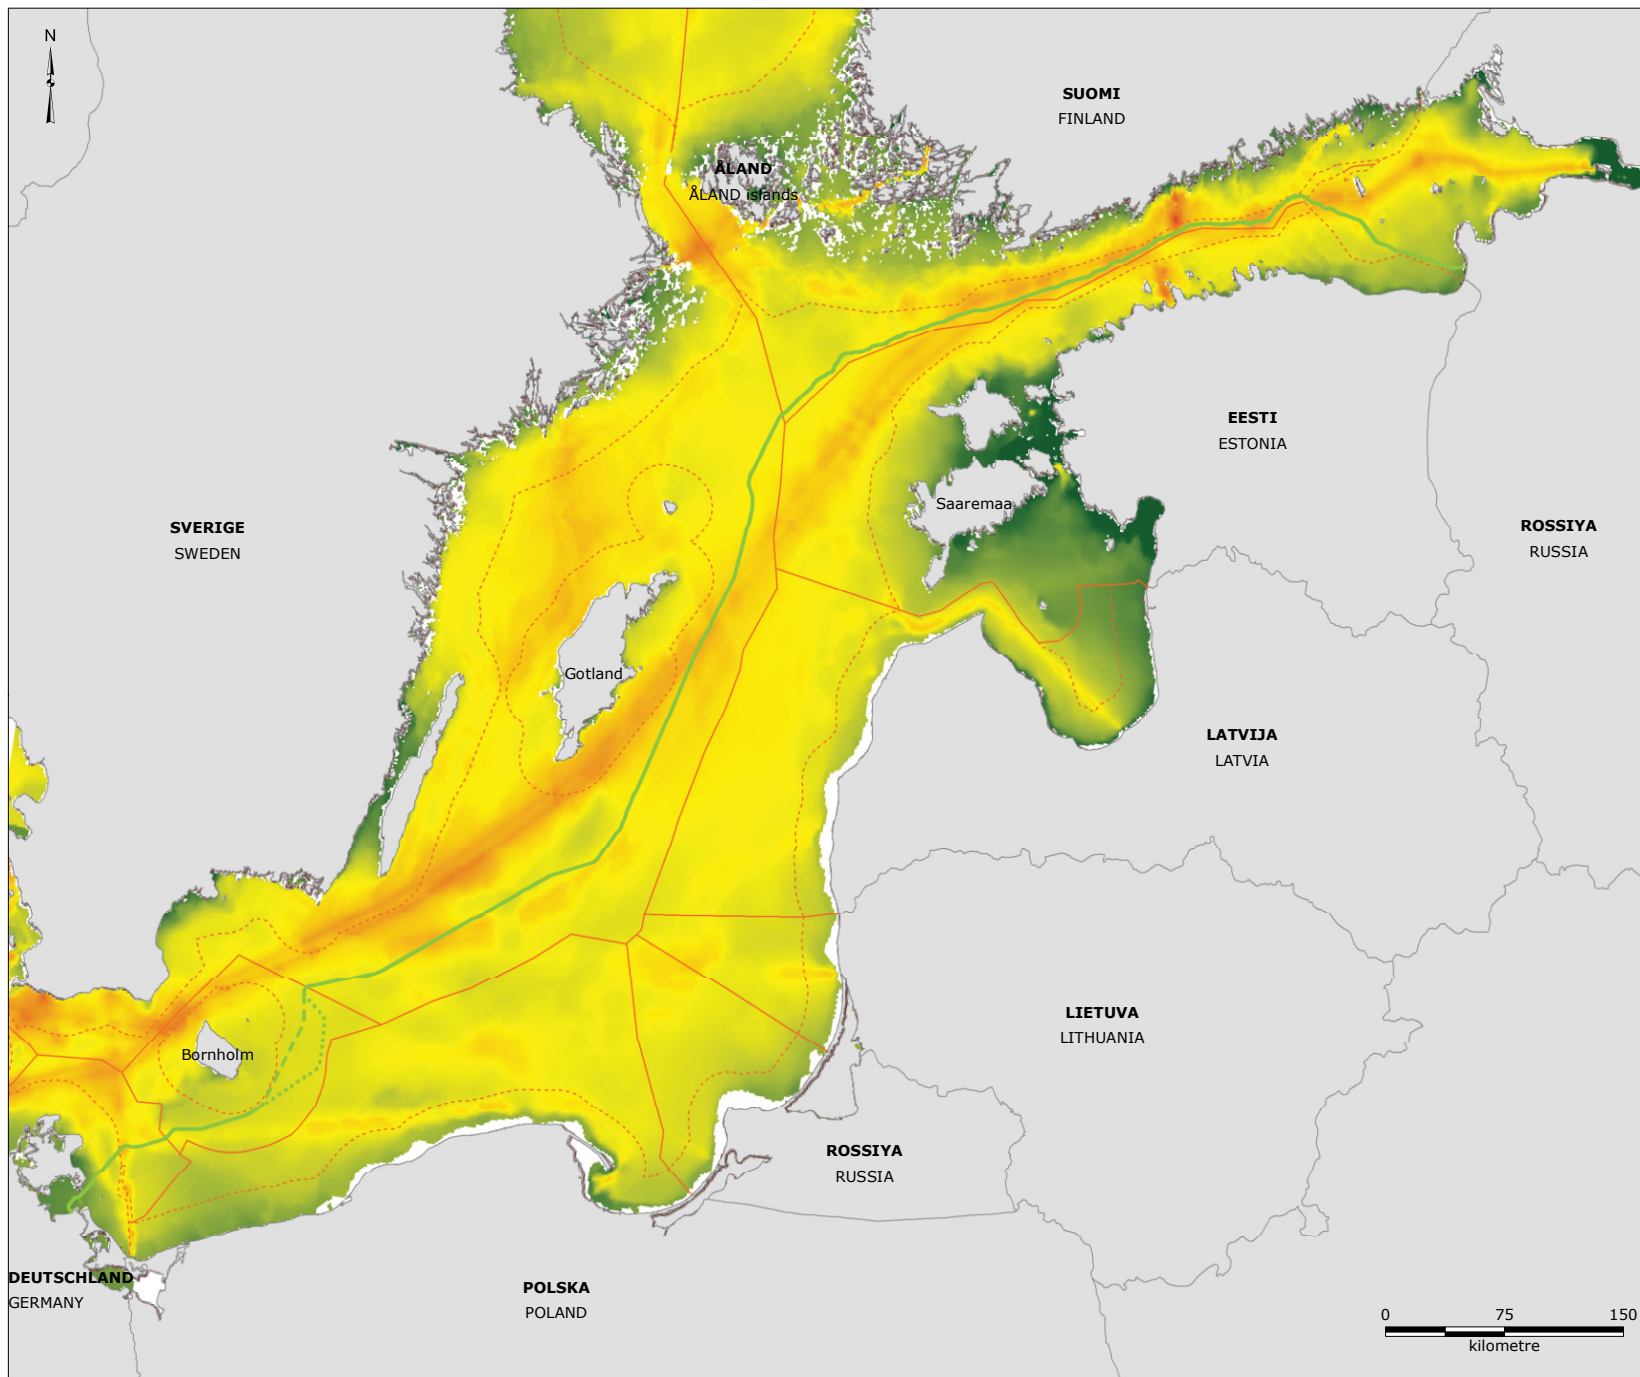 N
SUOMI
FINLAND
ÅLAND
ÅLAND islands
EESTI
ESTONIA
Saaremaa
SVERIGE
SWEDEN
ROSSIYA
RUSSIA
Gotland
LATVIJA
LATVIA
LIETUVA
LITHUANIA
Bornholm
ROSSIYA
RUSSIA
DEUTSCHLAND
GERMANY
POLSKA
POLAND
0 75 150
kilometre